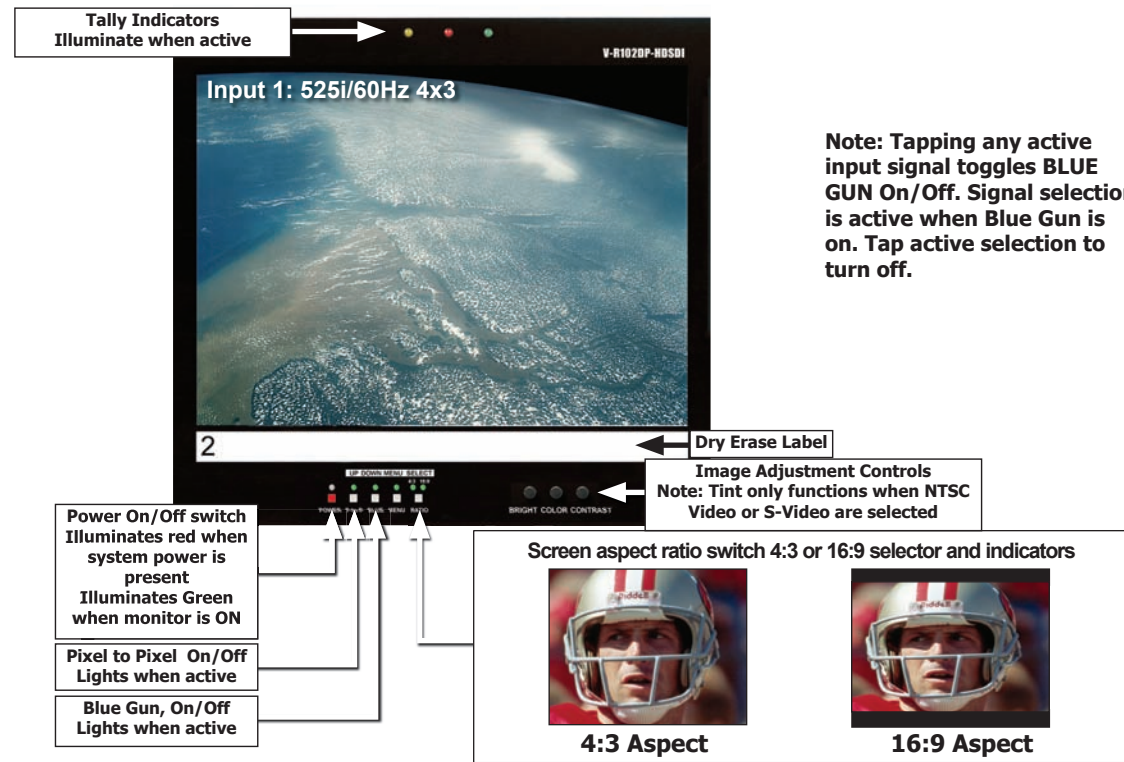 Tally Indicators
Illuminate when active
V-R102DP-HDSDI
Input 1: 525i/60Hz 4x3
Note: Tapping any active
input signal toggles BLUE
GUN On/Off. Signal selection
is active when Blue Gun is
on. Tap active selection to
turn off.
2
Dry Erase Label
UP DOWN MENU SELECT
4:3 16:9
POWER P-to-P BLUE MENU RATIO
BRIGHT COLOR CONTRAST
Image Adjustment Controls
Note: Tint only functions when NTSC
Video or S-Video are selected
Power On/Off switch
Illuminates red when
system power is
present
Illuminates Green
when monitor is ON
Pixel to Pixel On/Off
Lights when active
Blue Gun, On/Off
Lights when active
Screen aspect ratio switch 4:3 or 16:9 selector and indicators
Riddell
Riddell
4:3 Aspect
16:9 Aspect